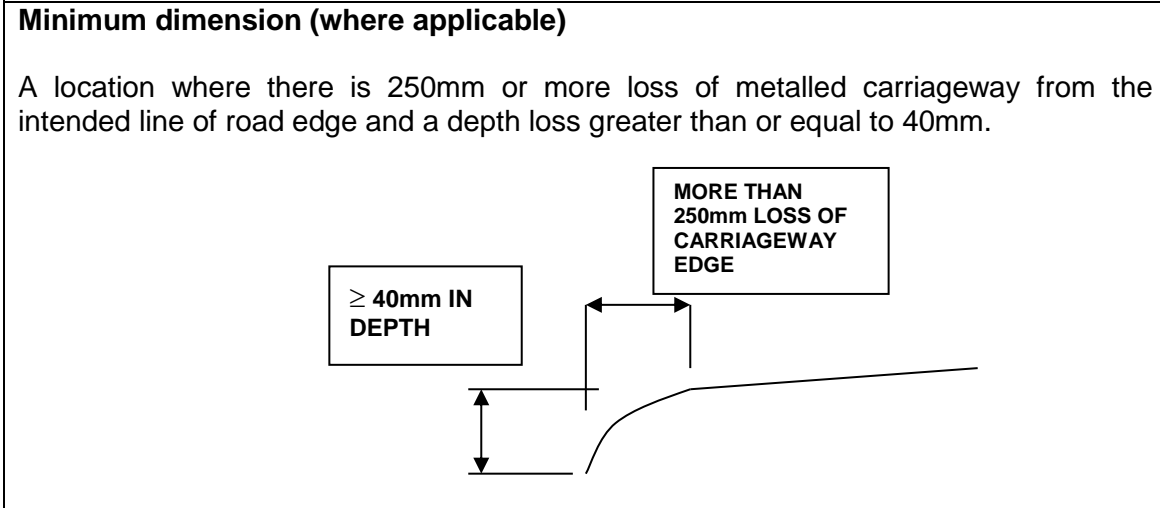 Minimum dimension (where applicable)
A location where there is 250mm or more loss of metalled carriageway from the
intended line of road edge and a depth loss greater than or equal to 40mm.
MORE THAN
250mm LOSS OF
CARRIAGEWAY
EDGE
≥ 40mm IN
DEPTH